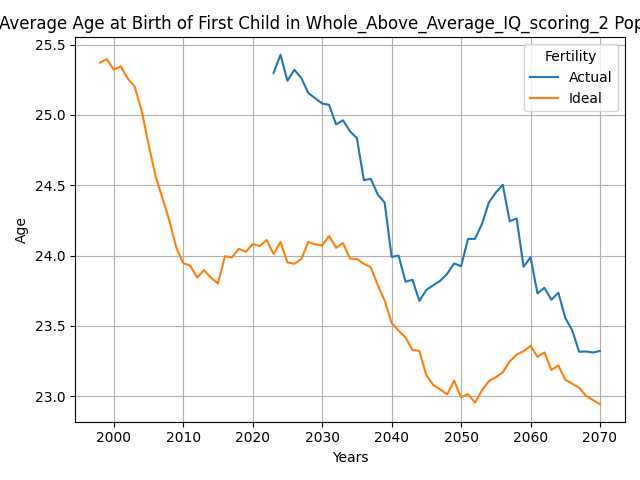 Average Age at Birth of First Child in Whole_Above_Average_IQ_scoring_2 Pop
25.5
25.0
24.5
24.0
23.5
23.0
Age
Fertility
Actual
Ideal
2000 2010 2020 2030 2040 2050 2060 2070
Years